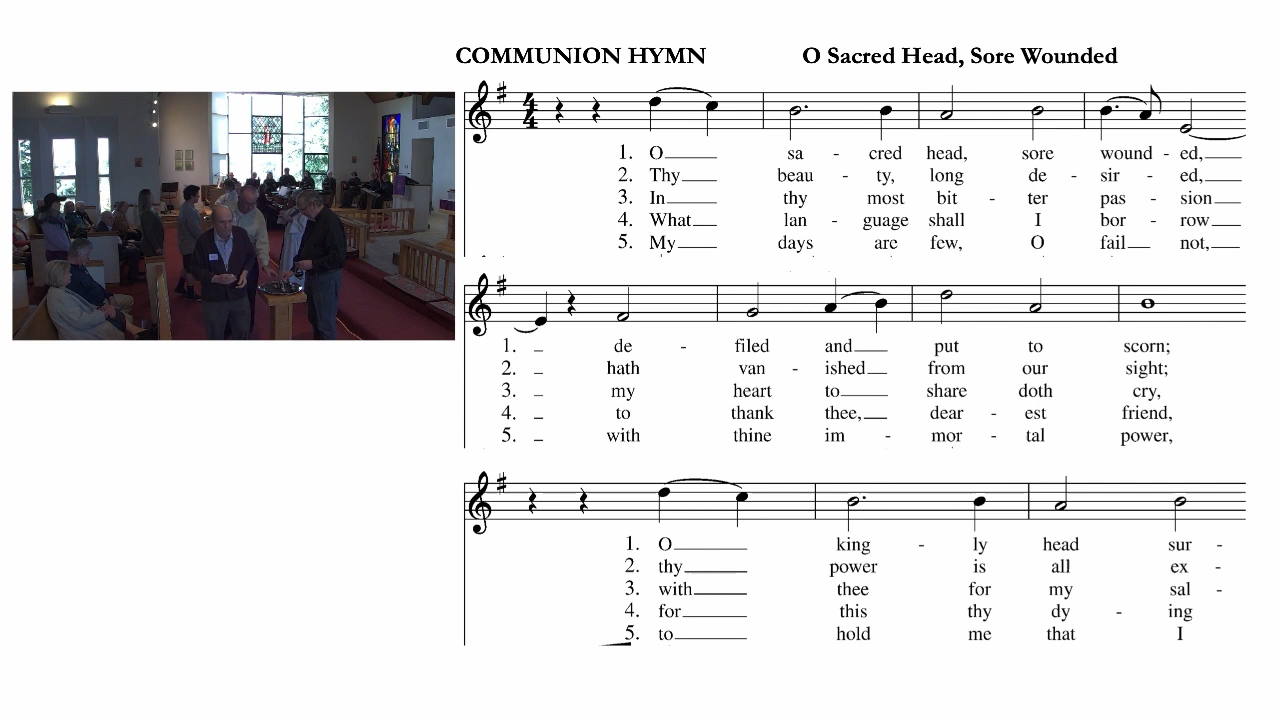 COMMUNION HYMN O Sacred Head, Sore Wounded
4
4
1. O sa - cred head, sore wound - ed,
2. Thy beau - ty, long de - sir - ed,
3. In thy most bit - ter pas - sion
4. What lan - guage shall I bor - row
5. My days are few, O fail not,
1. de - filed and put to scorn;
2. hath van - ished from our sight;
3. my heart to share doth cry,
4. to thank thee, dear - est friend,
5. with thine im - mor - tal power,
1. O king - ly head sur -
2. thy power is all ex -
3. with thee for my sal -
4. for this thy dy - ing
5. to hold me that I